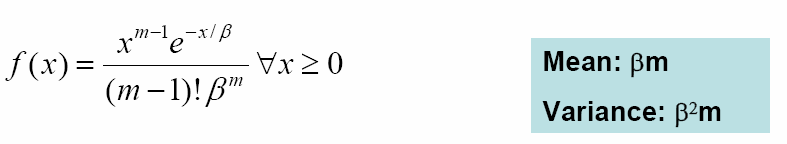 f(x) = x^{m-1}e^{-x/β} / (m-1)! β^m ∀x ≥ 0
Mean: βm
Variance: β²m